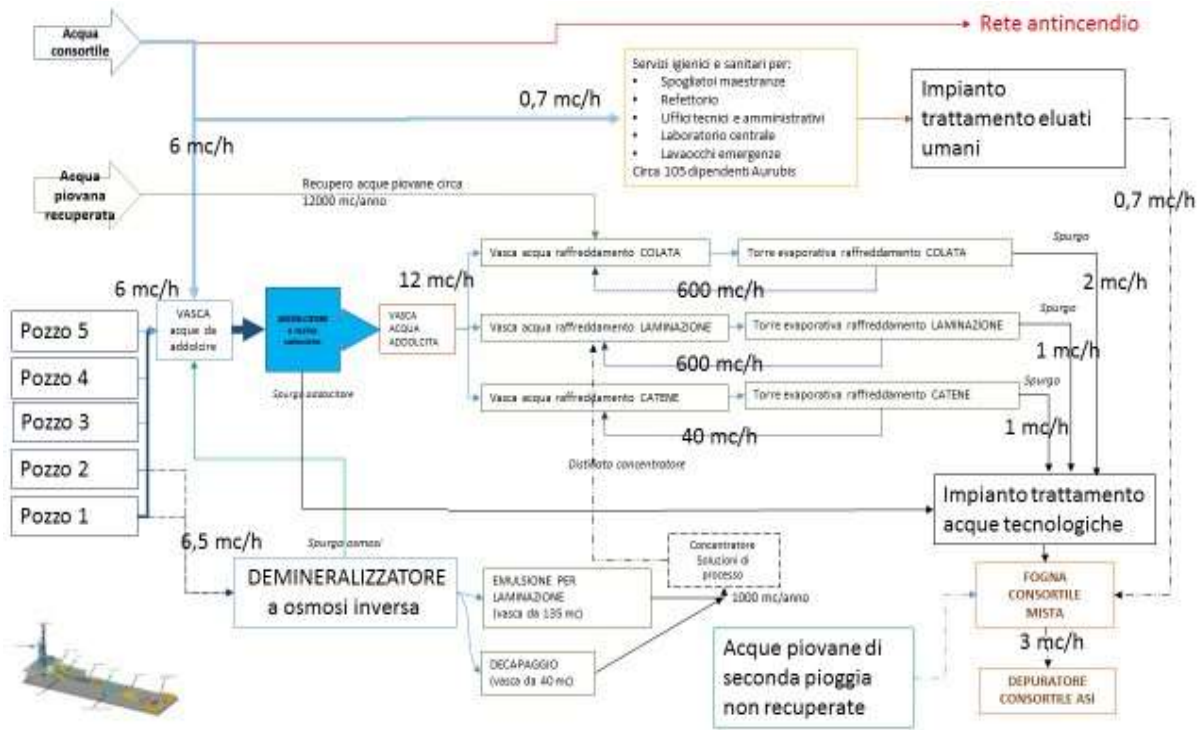 Acqua
consortile
Rete antincendio
Servizi igienici e sanitari per:
• Spogliatoi maestranze
• Refettorio
• Uffici tecnici e amministrativi
• Laboratorio centrale
• Lavaocchi emergenze
Circa 105 dipendenti Aurubis
Impianto
trattamento eluati
umani
0,7 mc/h
6 mc/h
Acqua
piovana
recuperata
Recupero acque piovane circa
12000 mc/anno
0,7 mc/h
Vasca acqua raffreddamento COLATA
Torre evaporativa raffreddamento COLATA
Spurgo
12 mc/h
600 mc/h
2 mc/h
6 mc/h
VASCA
acque da
addolcire
VASCA
ACQUA
ADDOLCITA
Vasca acqua raffreddamento LAMINAZIONE
Torre evaporativa raffreddamento LAMINAZIONE
Spurgo
600 mc/h
1 mc/h
Pozzo 5
Pozzo 4
Pozzo 3
Pozzo 2
Pozzo 1
Spurgo addolcitore
Vasca acqua raffreddamento CATENE
Torre evaporativa raffreddamento CATENE
Spurgo
40 mc/h
1 mc/h
Distillato concentratore
Impianto trattamento
acque tecnologiche
6,5 mc/h
Spurgo osmosi
DEMINERALIZZATORE
a osmosi inversa
Concentratore
Soluzioni di
processo
EMULSIONE PER
LAMINAZIONE
(vasca da 135 mc)
1000 mc/anno
DECAPAGGIO
(vasca da 40 mc)
Acque piovane di
seconda pioggia
non recuperate
FOGNA
CONSORTILE
MISTA
3 mc/h
DEPURATORE
CONSORTILE ASI